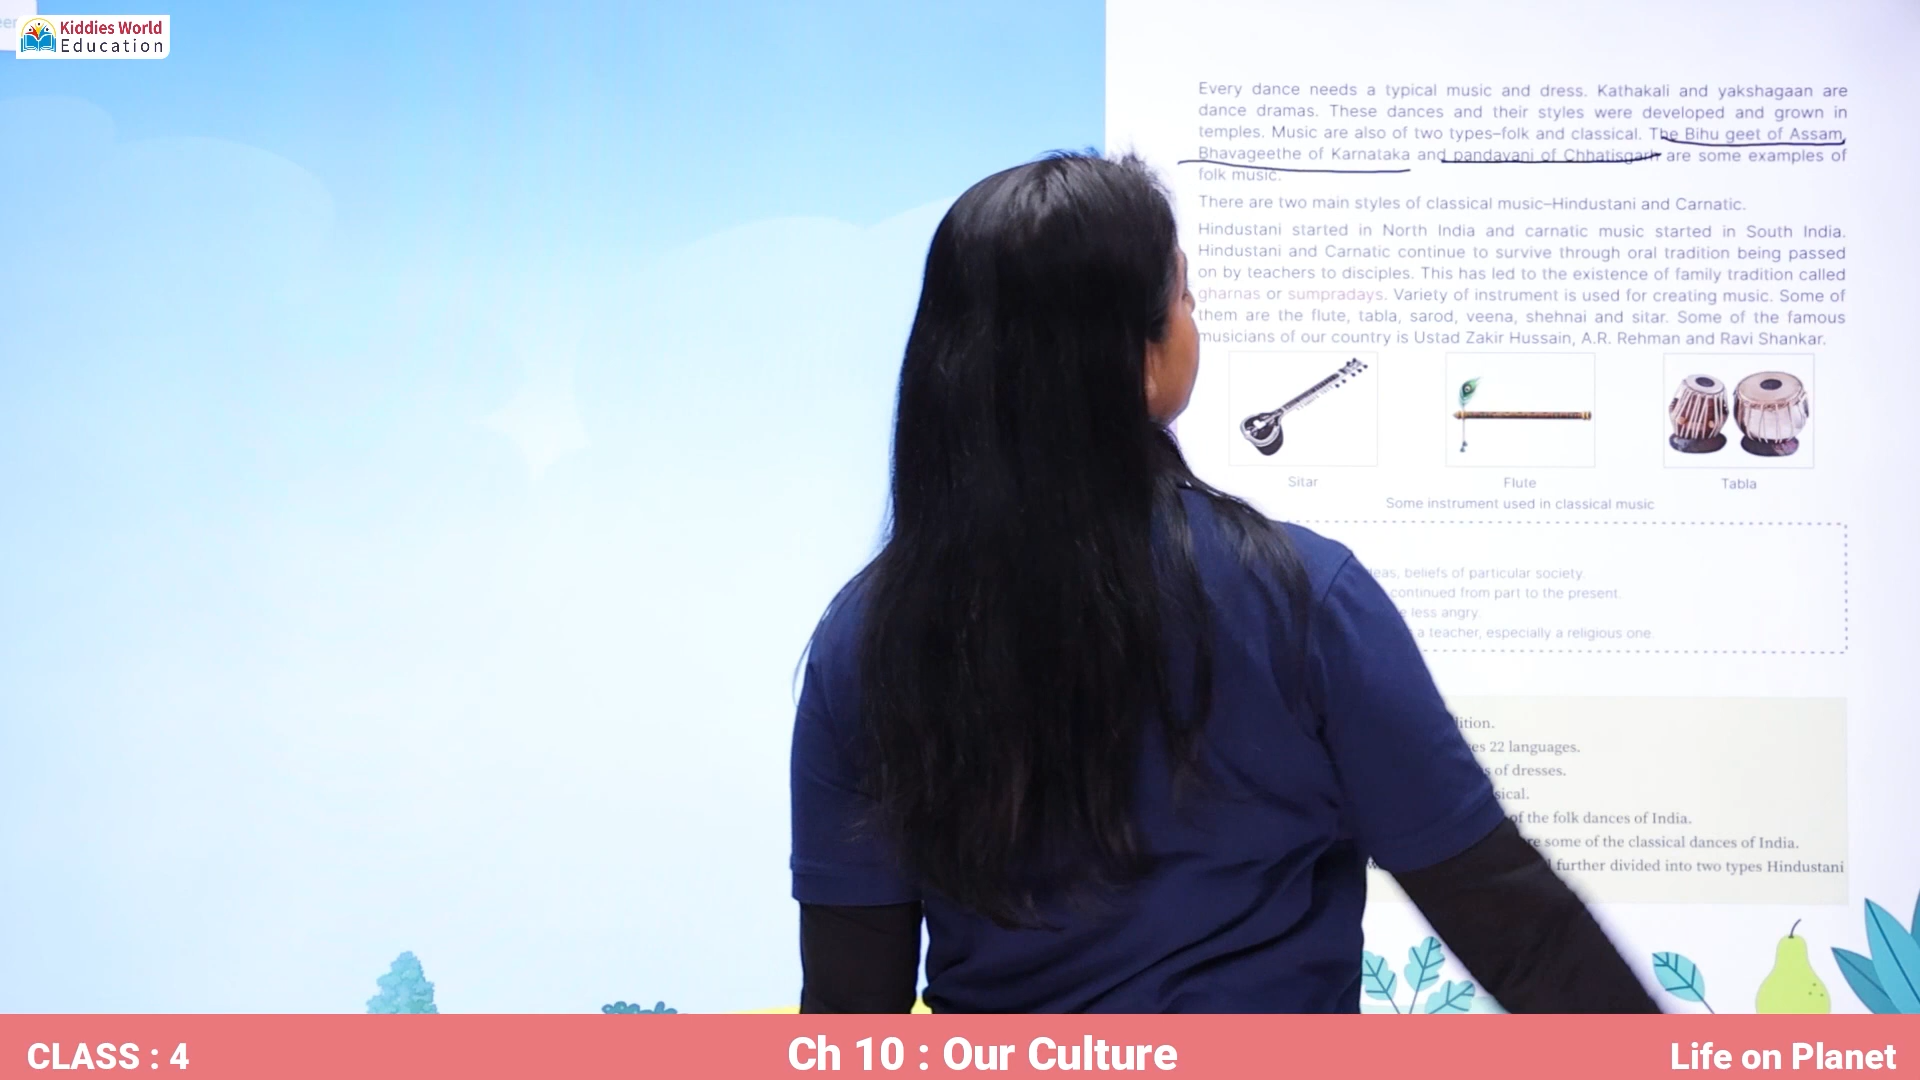 Kiddies World
Education
Every dance needs a typical music and dress. Kathakali and yakshagaan are
dance dramas. These dances and their styles were developed and grown in
temples. Music are also of two types–folk and classical. The Bihu geet of Assam,
Bhavageethe of Karnataka and pandavani of Chhatisgarh are some examples of
folk music.
There are two main styles of classical music–Hindustani and Carnatic.
Hindustani started in North India and carnatic music started in South India.
Hindustani and Carnatic continue to survive through oral tradition being passed
on by teachers to disciples. This has led to the existence of family tradition called
gharnas or sumpradays. Variety of instrument is used for creating music. Some of
them are the flute, tabla, sarod, veena, shehnai and sitar. Some of the famous
musicians of our country is Ustad Zakir Hussain, A.R. Rehman and Ravi Shankar.
Sitar
Flute
Tabla
Some instrument used in classical music
beliefs of particular society.
continued from part to the present.
less angry.
a teacher, especially a religious one.
22 languages.
of dresses.
of the folk dances of India.
some of the classical dances of India.
further divided into two types Hindustani
CLASS : 4
Ch 10 : Our Culture
Life on Planet